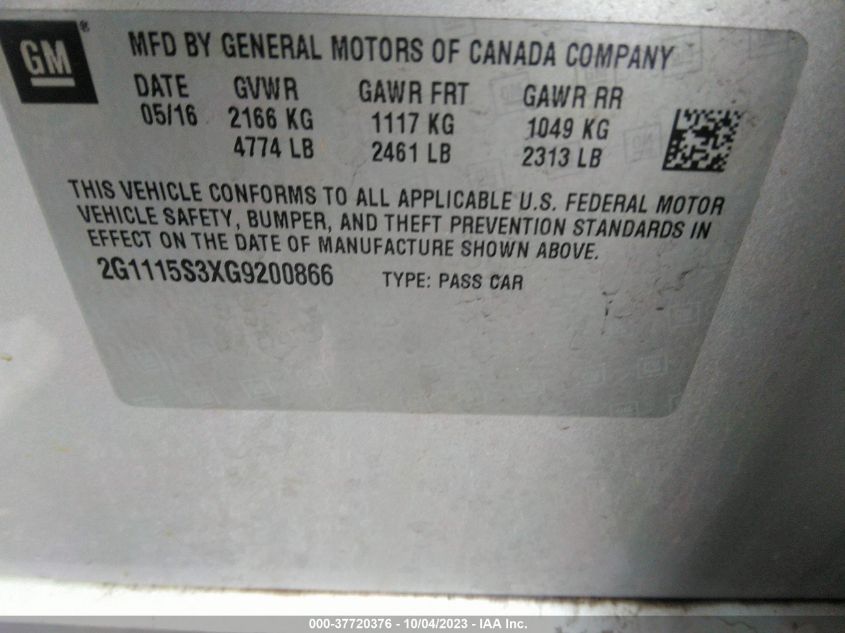 GM®
MFD BY GENERAL MOTORS OF CANADA COMPANY
DATE GVWR GAWR FRT GAWR RR
05/16 2166 KG 1117 KG 1049 KG
4774 LB 2461 LB 2313 LB
THIS VEHICLE CONFORMS TO ALL APPLICABLE U.S. FEDERAL MOTOR
VEHICLE SAFETY, BUMPER, AND THEFT PREVENTION STANDARDS IN
EFFECT ON THE DATE OF MANUFACTURE SHOWN ABOVE.
2G1115S3XG9200866 TYPE: PASS CAR
000-37720376 - 10/04/2023 - IAA Inc.